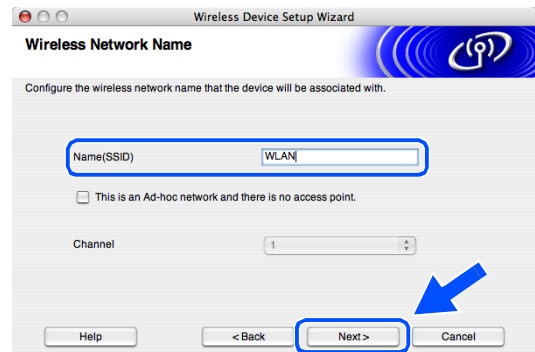 Wireless Device Setup Wizard
Wireless Network Name
Configure the wireless network name that the device will be associated with.
Name(SSID) WLAN
This is an Ad-hoc network and there is no access point.
Channel 1
Help < Back Next > Cancel